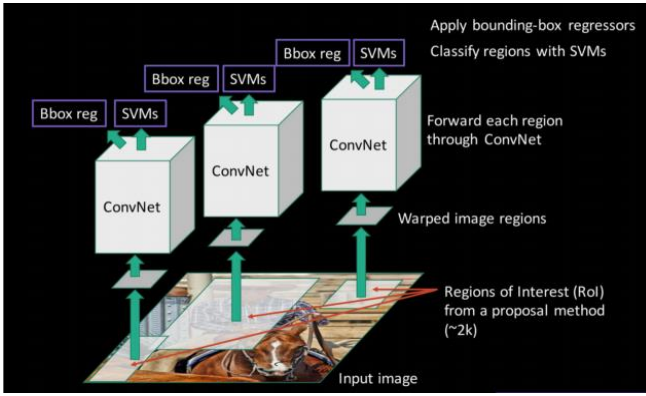 Apply bounding-box regressors
Bbox reg SVMs
Classify regions with SVMs
Bbox reg SVMs
Bbox reg SVMs
Forward each region
through ConvNet
ConvNet
ConvNet
ConvNet
Warped image regions
Regions of Interest (RoI)
from a proposal method
(~2k)
Input image